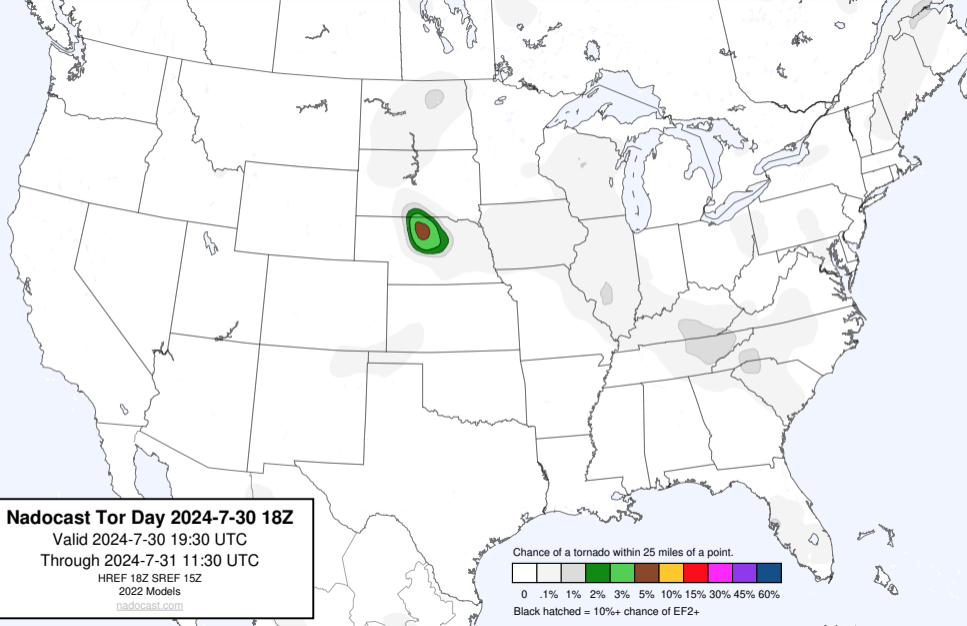 Nadocast Tor Day 2024-7-30 18Z
Valid 2024-7-30 19:30 UTC
Through 2024-7-31 11:30 UTC
HREF 18Z SREF 15Z
2022 Models
nadocast.com
Chance of a tornado within 25 miles of a point.
0 .1% 1% 2% 3% 5% 10% 15% 30% 45% 60%
Black hatched = 10%+ chance of EF2+